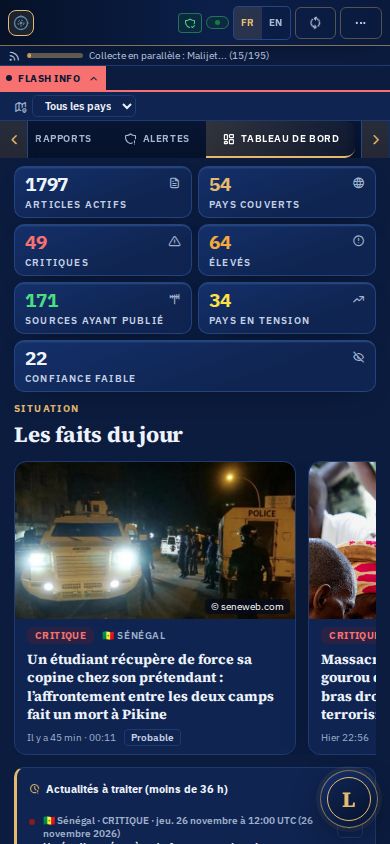 FR EN
Collecte en parallèle : Malijet... (15/195)
FLASH INFO
Tous les pays
RAPPORTS ALERTES TABLEAU DE BORD
1797
ARTICLES ACTIFS
54
PAYS COUVERTS
49
CRITIQUES
64
ÉLEVÉS
171
SOURCES AYANT PUBLIÉ
34
PAYS EN TENSION
22
CONFIANCE FAIBLE
SITUATION
Les faits du jour
POLICE
© seneweb.com
CRITIQUE SÉNÉGAL
Un étudiant récupère de force sa
copine chez son prétendant :
l'affrontement entre les deux camps
fait un mort à Pikine
Il y a 45 min · 00:11 Probable
CRITIQU
Massacr
gourou d
bras dro
terroris
Hier 22:56
Actualités à traiter (moins de 36 h)
L
Sénégal · CRITIQUE · jeu. 26 novembre à 12:00 UTC (26
novembre 2026)